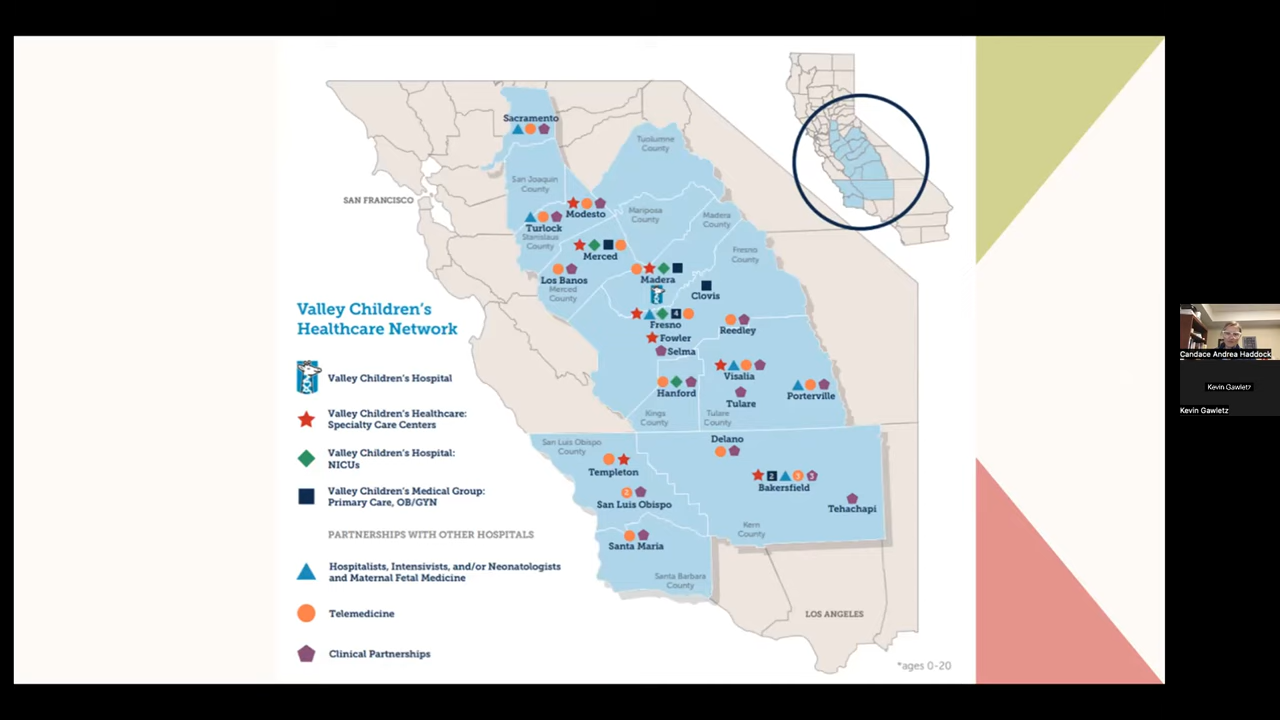 Sacramento
Tuolumne
County
San Joaquin
County
SAN FRANCISCO
Modesto
Turlock
Stanislaus
County
Mariposa
County
Madera
County
Merced
Fresno
County
Los Banos
Merced
County
Madera
Clovis
4
Fresno
Fowler
Selma
Reedley
Visalia
Hanford
Tulare
Porterville
Kings
County
Tulare
County
Valley Children's
Healthcare Network
Valley Children's Hospital
Valley Children's Healthcare:
Specialty Care Centers
Valley Children's Hospital:
NICUs
Valley Children's Medical Group:
Primary Care, OB/GYN
PARTNERSHIPS WITH OTHER HOSPITALS
Hospitalists, Intensivists, and/or Neonatologists
and Maternal Fetal Medicine
Telemedicine
Clinical Partnerships
San Luis Obispo
County
Delano
Templeton
2
Bakersfield
2
San Luis Obispo
Tehachapi
Kern
County
Santa Maria
Santa Barbara
County
LOS ANGELES
*ages 0-20
Candace Andrea Haddock
Kevin Gawletz
Kevin Gawletz